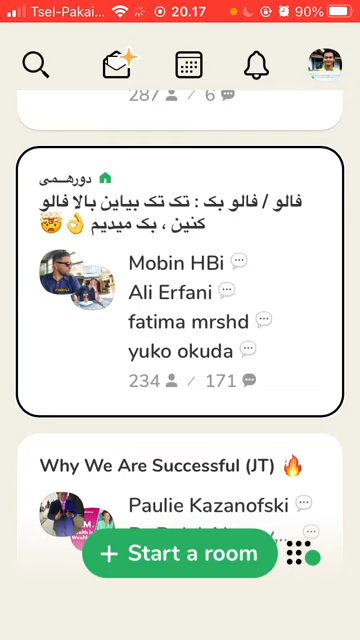 Tsel-Pakai... 20.17 90%
287 / 6
دورهمی
فالو / فالو بک : تک تک بیاین بالا فالو
کنین ، بک میدیم 👌🤯
Mobin HBi
Ali Erfani
fatima mrshd
yuko okuda
234 / 171
Why We Are Successful (JT) 🔥
Paulie Kazanofski
+ Start a room